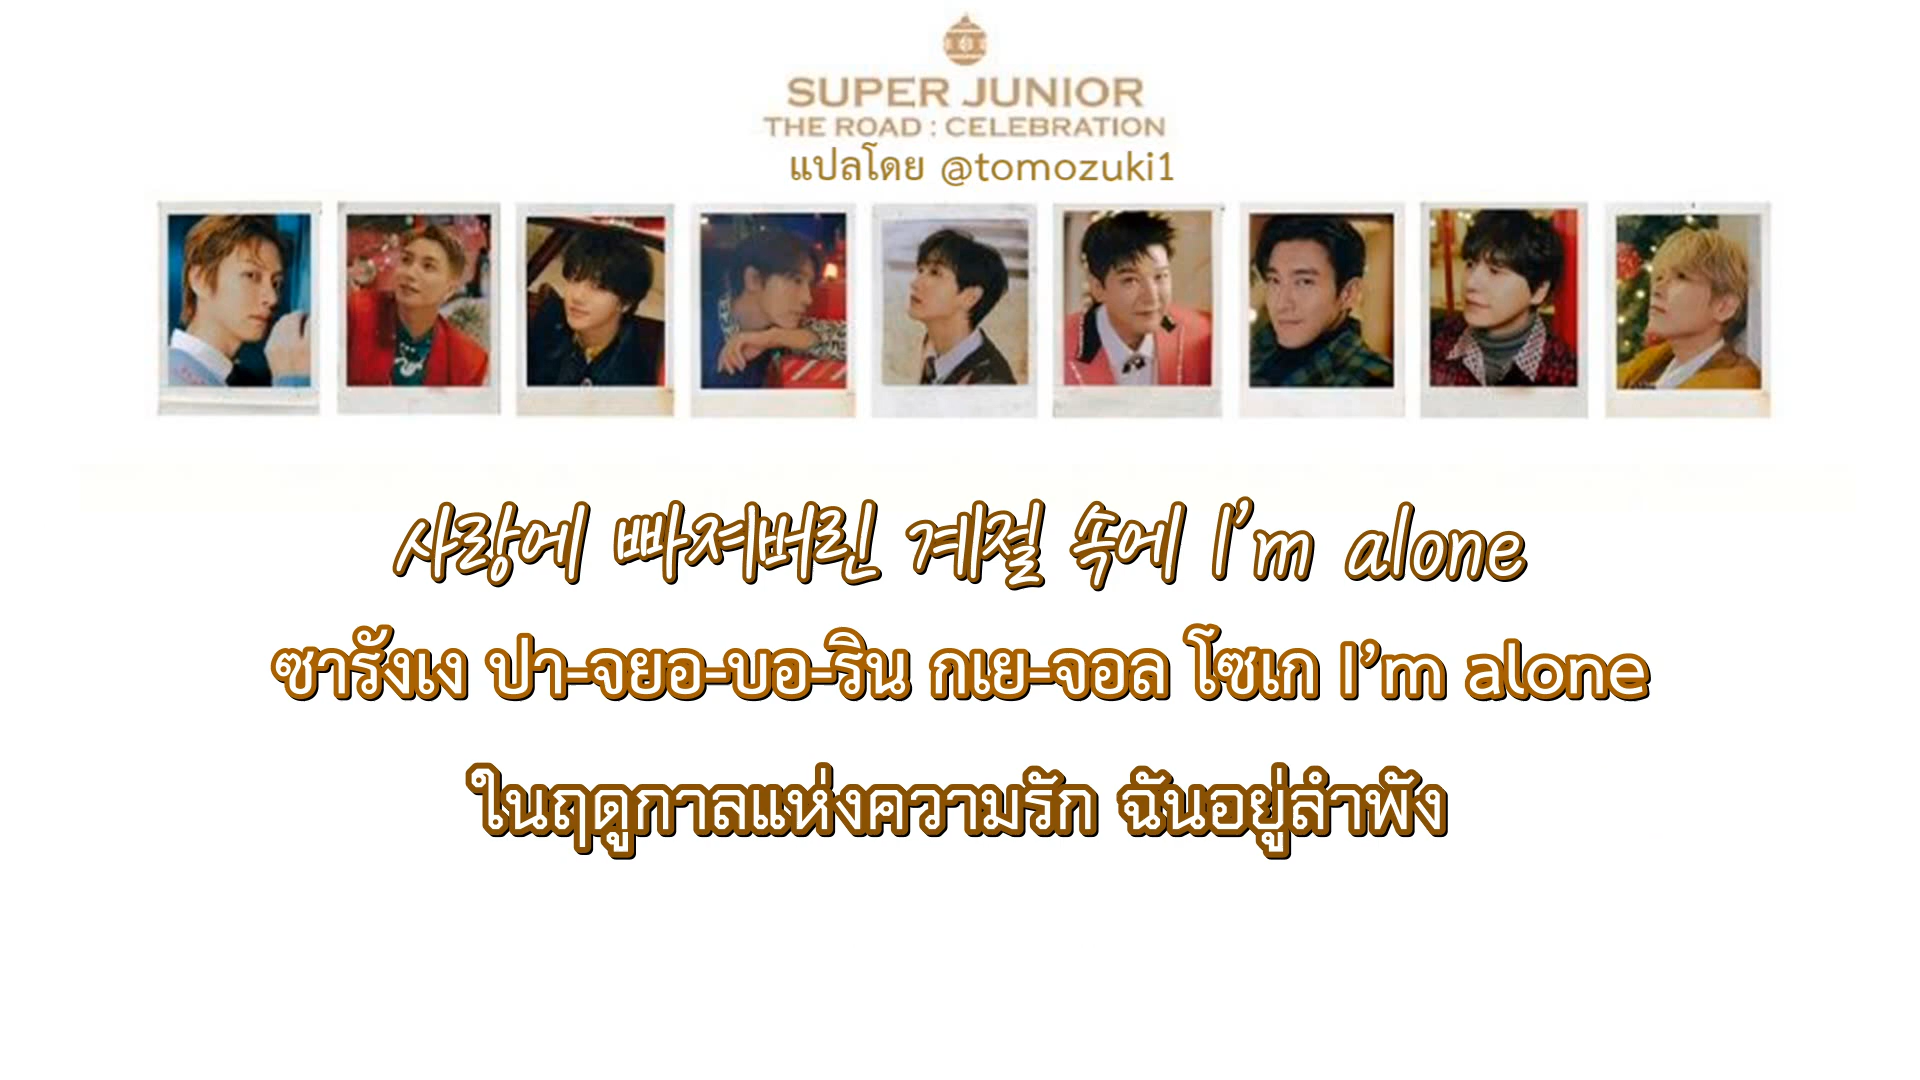 SUPER JUNIOR
THE ROAD : CELEBRATION
แปลโดย @tomozuki1
사랑에 빠져버린 계절 속에 I'm alone
ซารังเง ปา-จยอ-บอ-ริน กเย-จอล โซเก I'm alone
ในฤดูกาลแห่งความรัก ฉันอยู่ลำพัง